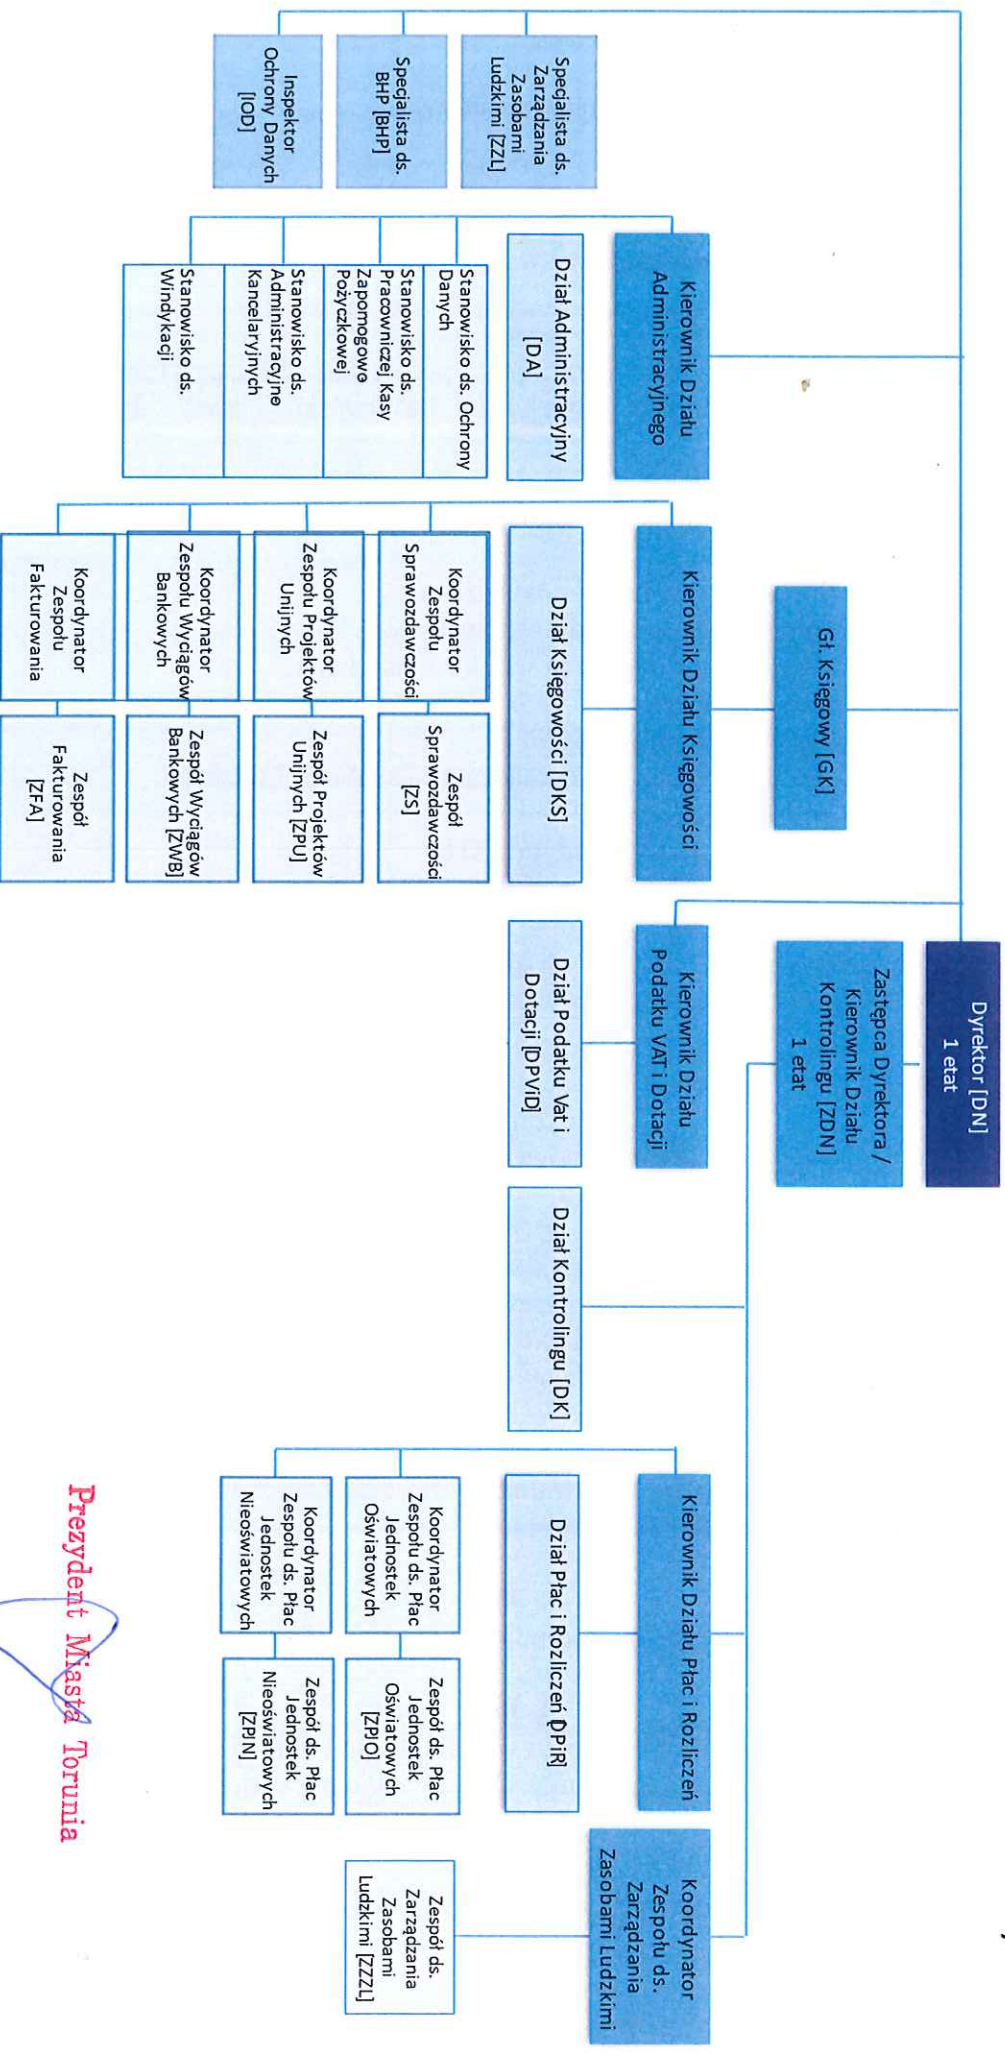 Dyrektor [DN]
1 etat
Zastępca Dyrektora /
Kierownik Działu
Kontrolingu [ZDN]
1 etat
Gł. Księgowy [GK]
Specjalista ds.
Zarządzania
Zasobami
Ludzkimi [ZZL]
Specjalista ds.
BHP [BHP]
Inspektor
Ochrony Danych
[IOD]
Kierownik Działu
Administracyjnego
Dział Administracyjny
[DA]
Stanowisko ds. Ochrony
Danych
Stanowisko ds.
Pracowniczej Kasy
Zapomogowo
Pożyczkowej
Stanowisko ds.
Administracyjno
Kancelaryjnych
Stanowisko ds.
Windykacji
Kierownik Działu Księgowości
Dział Księgowości [DKS]
Koordynator
Zespołu
Sprawozdawczości
Zespół
Sprawozdawczości
[ZS]
Koordynator
Zespołu Projektów
Unijnych
Zespół Projektów
Unijnych [ZPU]
Koordynator
Zespołu Wyciągów
Bankowych
Zespół Wyciągów
Bankowych [ZWB]
Koordynator
Zespołu
Fakturowania
Zespół
Fakturowania
[ZFA]
Kierownik Działu
Podatku VAT i Dotacji
Dział Podatku Vat i
Dotacji [DPViD]
Dział Kontrolingu [DK]
Kierownik Działu Płac i Rozliczeń
Dział Płac i Rozliczeń [DPiR]
Koordynator
Zespołu ds. Płac
Jednostek
Oświatowych
Zespół ds. Płac
Jednostek
Oświatowych
[ZPJO]
Koordynator
Zespołu ds. Płac
Jednostek
Nieoświatowych
Zespół ds. Płac
Jednostek
Nieoświatowych
[ZPJN]
Koordynator
Zespołu ds.
Zarządzania
Zasobami Ludzkimi
Zespół ds.
Zarządzania
Zasobami
Ludzkimi [ZZZL]
Prezydent Miasta Torunia